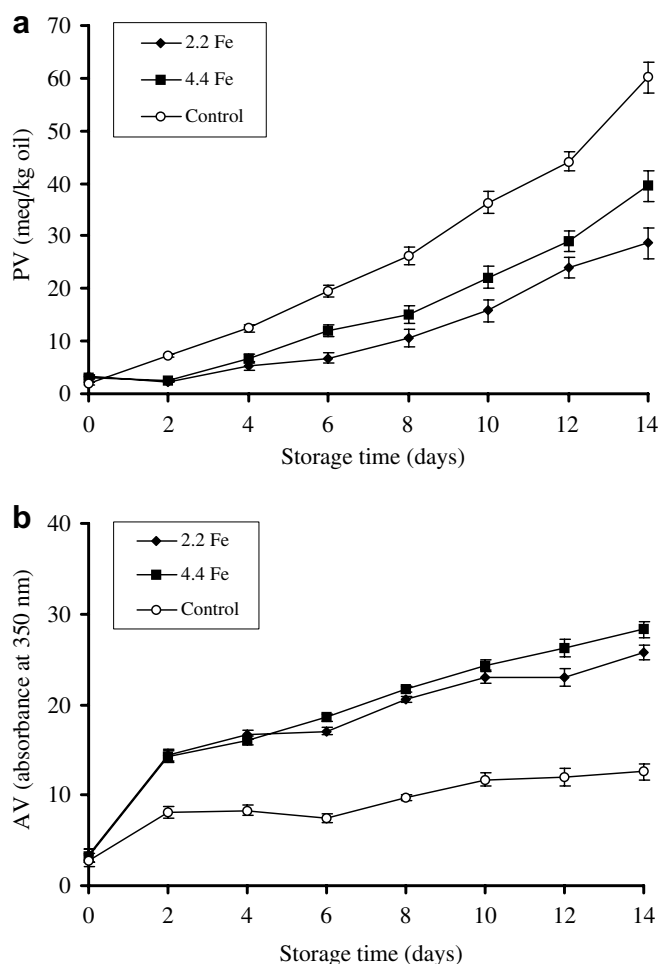 a
70
60
50
40
30
20
10
0
PV (meq/kg oil)
2.2 Fe
4.4 Fe
Control
0 2 4 6 8 10 12 14
Storage time (days)
b
40
30
20
10
0
AV (absorbance at 350 nm)
2.2 Fe
4.4 Fe
Control
0 2 4 6 8 10 12 14
Storage time (days)